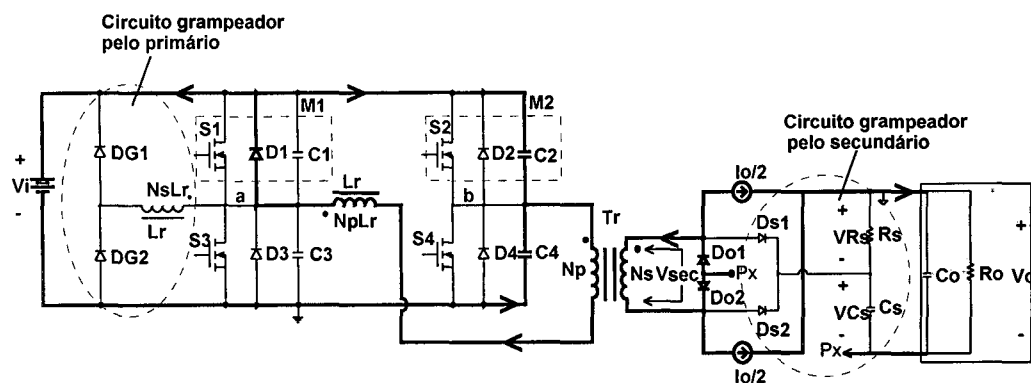 Circuito grampeador
pelo primário
M1
M2
S1
S2
DG1
D1
C1
D2
C2
+
Vi
-
NsLr
a
Lr
b
Lr
NpLr
S3
S4
DG2
D3
C3
D4
C4
Tr
Np
Ns
Vsec
Circuito grampeador
pelo secundário
Io/2
Ds1
Do1
Px
Do2
Ds2
Io/2
+
VRs
-
Rs
+
VCs
-
Cs
Px
Co
Ro
+
-